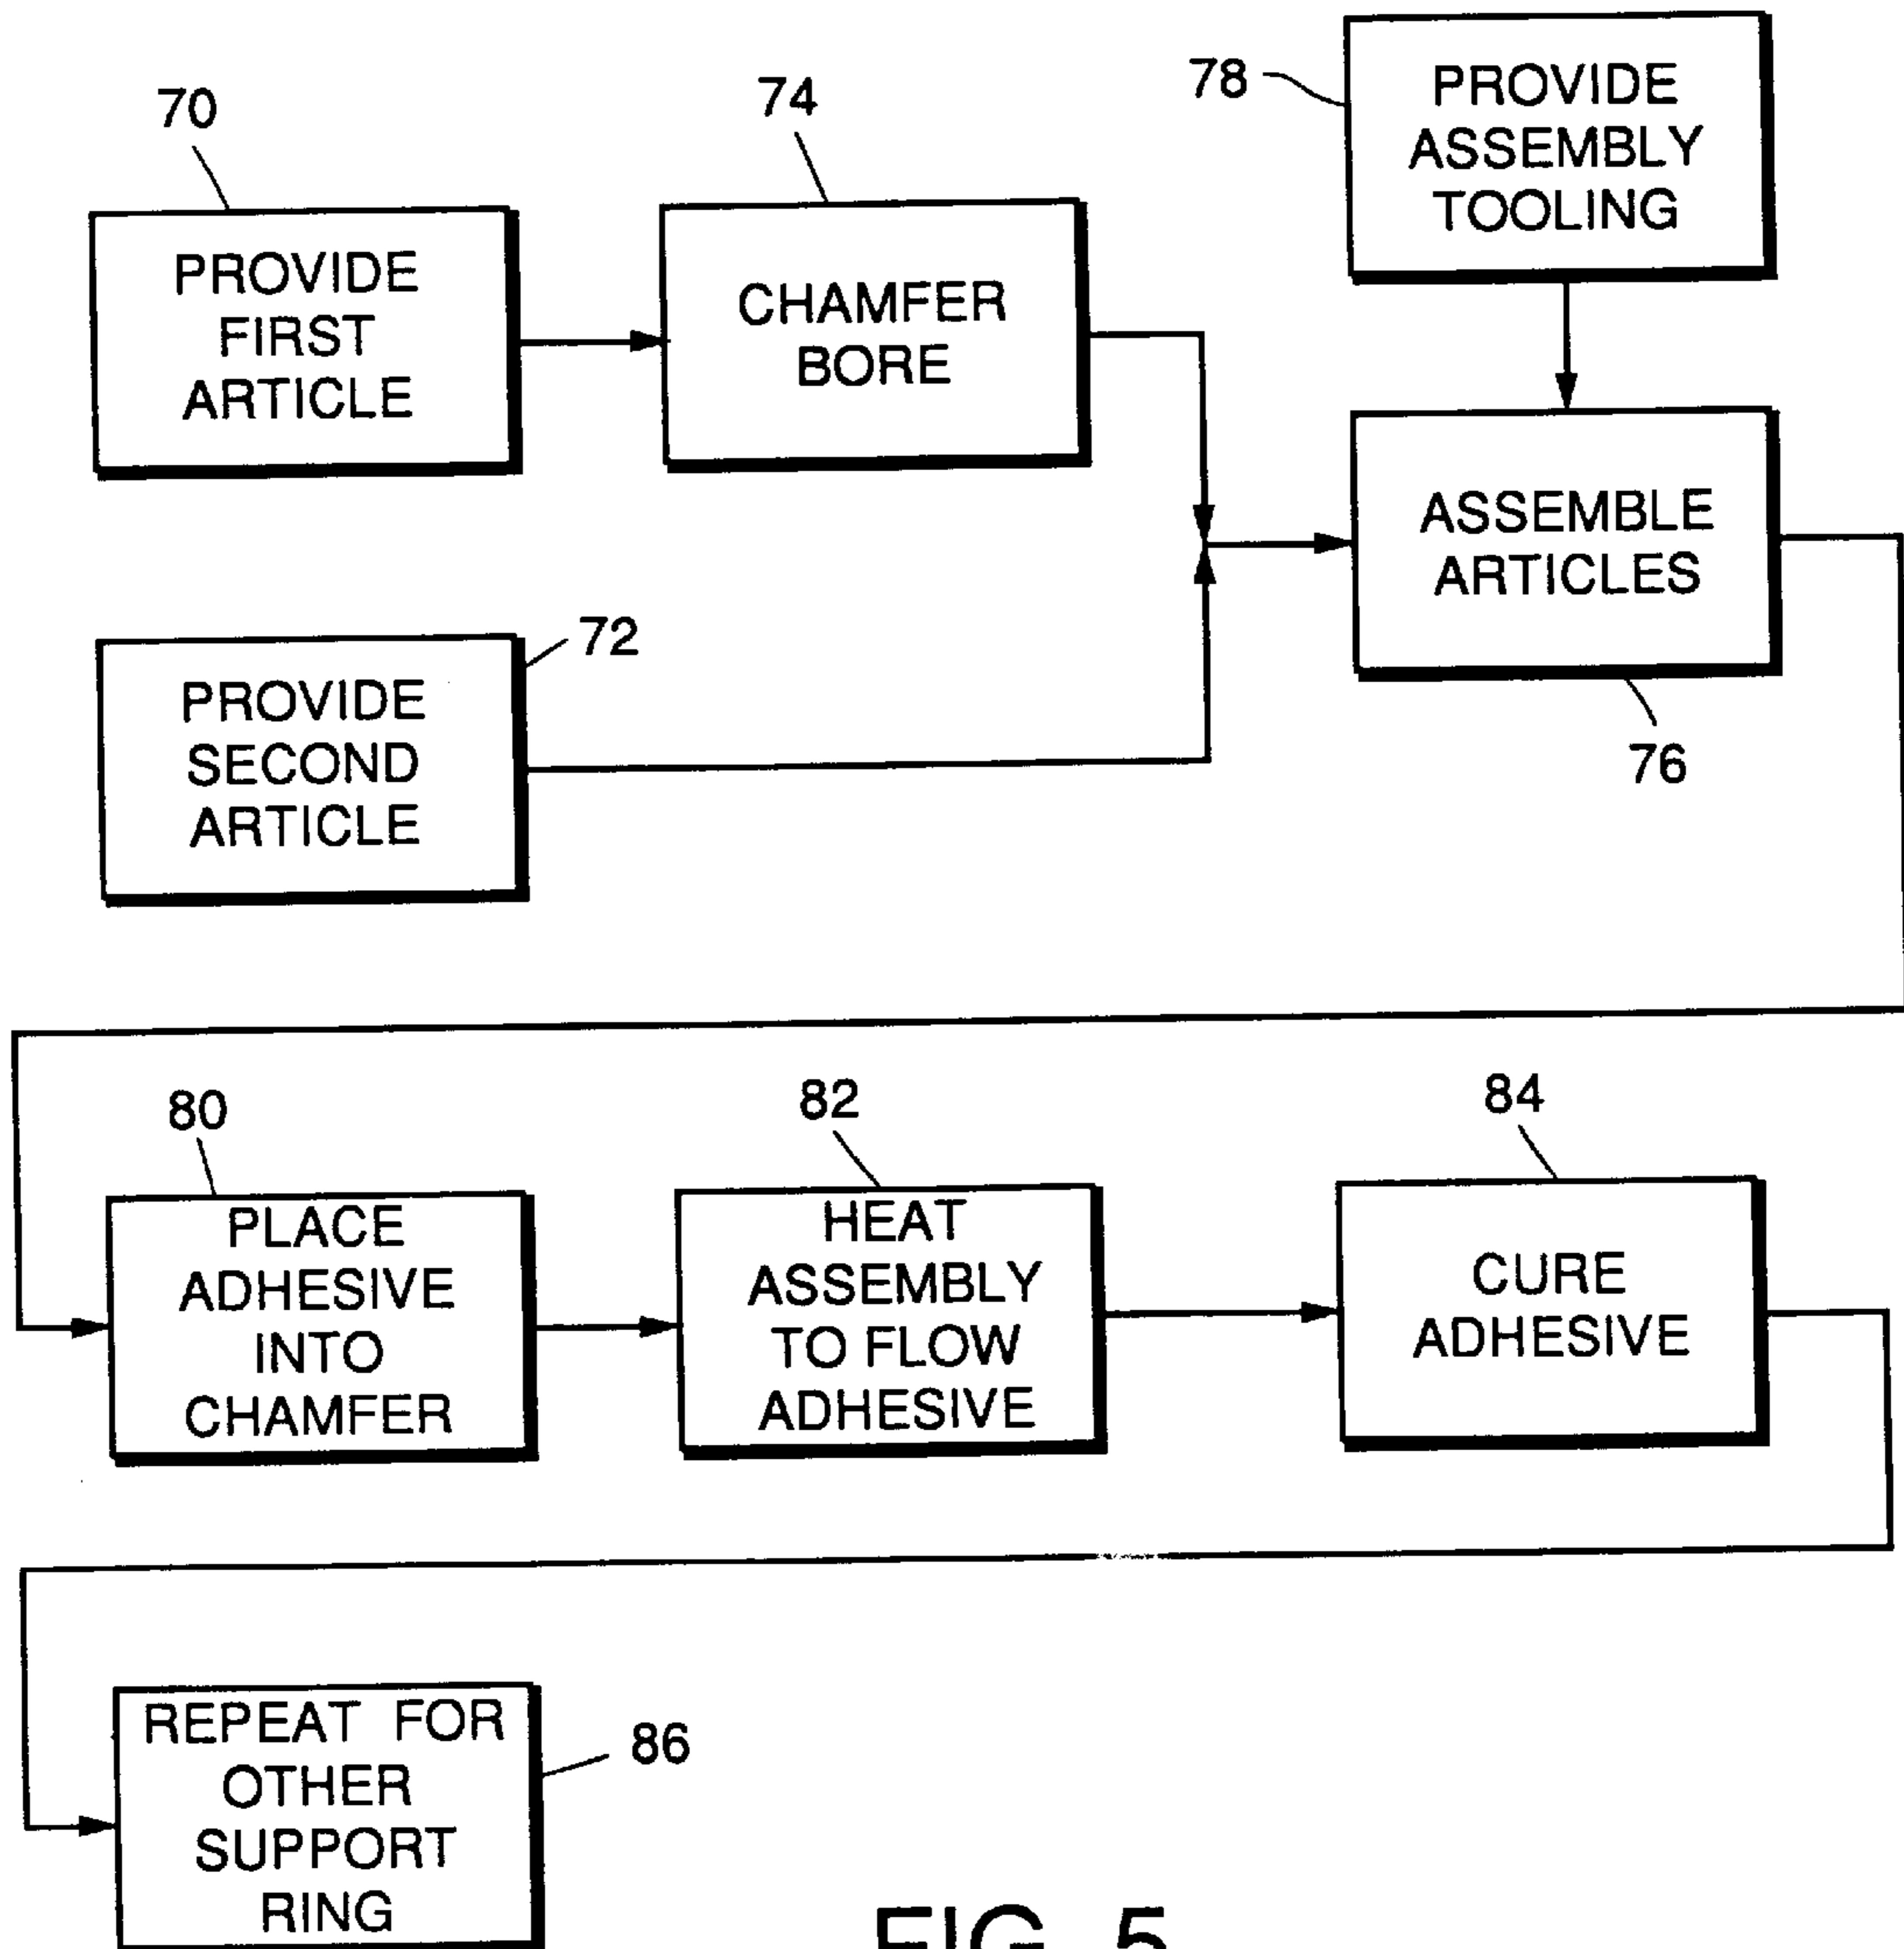 70
PROVIDE
FIRST
ARTICLE
74
CHAMFER
BORE
78
PROVIDE
ASSEMBLY
TOOLING
72
PROVIDE
SECOND
ARTICLE
ASSEMBLE
ARTICLES
76
80
PLACE
ADHESIVE
INTO
CHAMFER
82
HEAT
ASSEMBLY
TO FLOW
ADHESIVE
84
CURE
ADHESIVE
REPEAT FOR
OTHER
SUPPORT
RING
86
FIG. 5